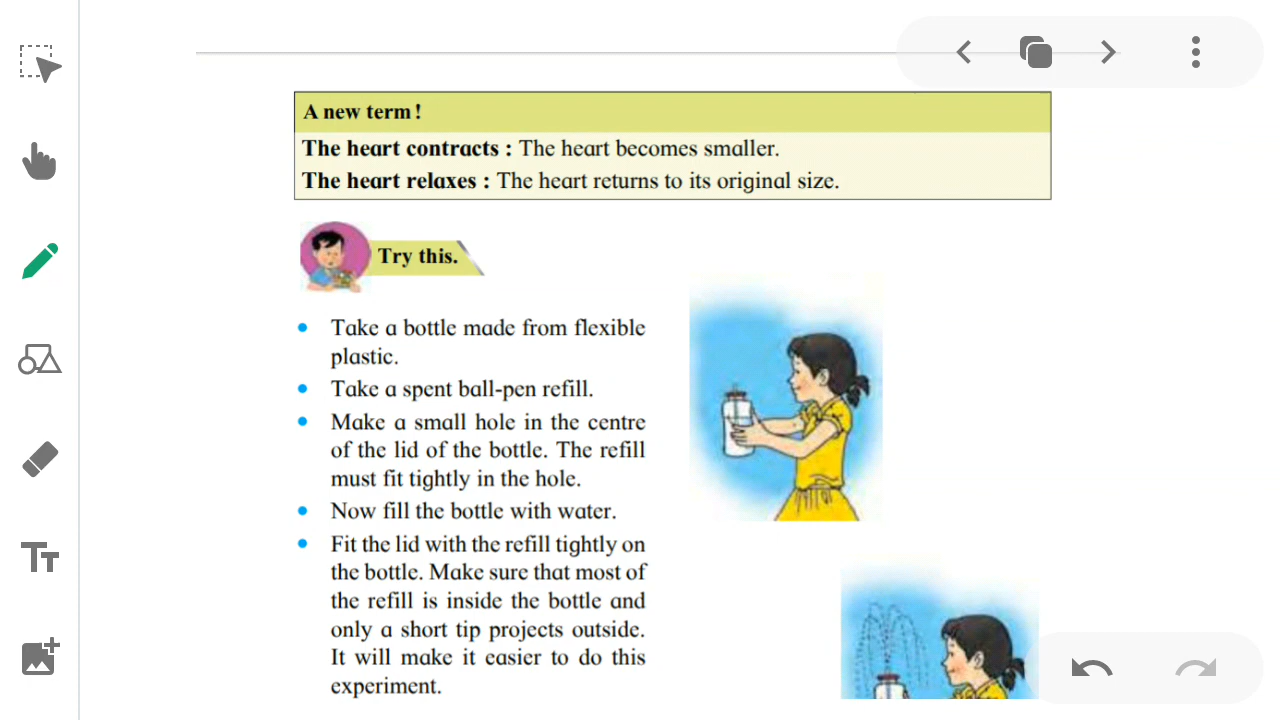 A new term !
The heart contracts : The heart becomes smaller.
The heart relaxes : The heart returns to its original size.
Try this.
• Take a bottle made from flexible
plastic.
• Take a spent ball-pen refill.
• Make a small hole in the centre
of the lid of the bottle. The refill
must fit tightly in the hole.
• Now fill the bottle with water.
• Fit the lid with the refill tightly on
the bottle. Make sure that most of
the refill is inside the bottle and
only a short tip projects outside.
It will make it easier to do this
experiment.
TT